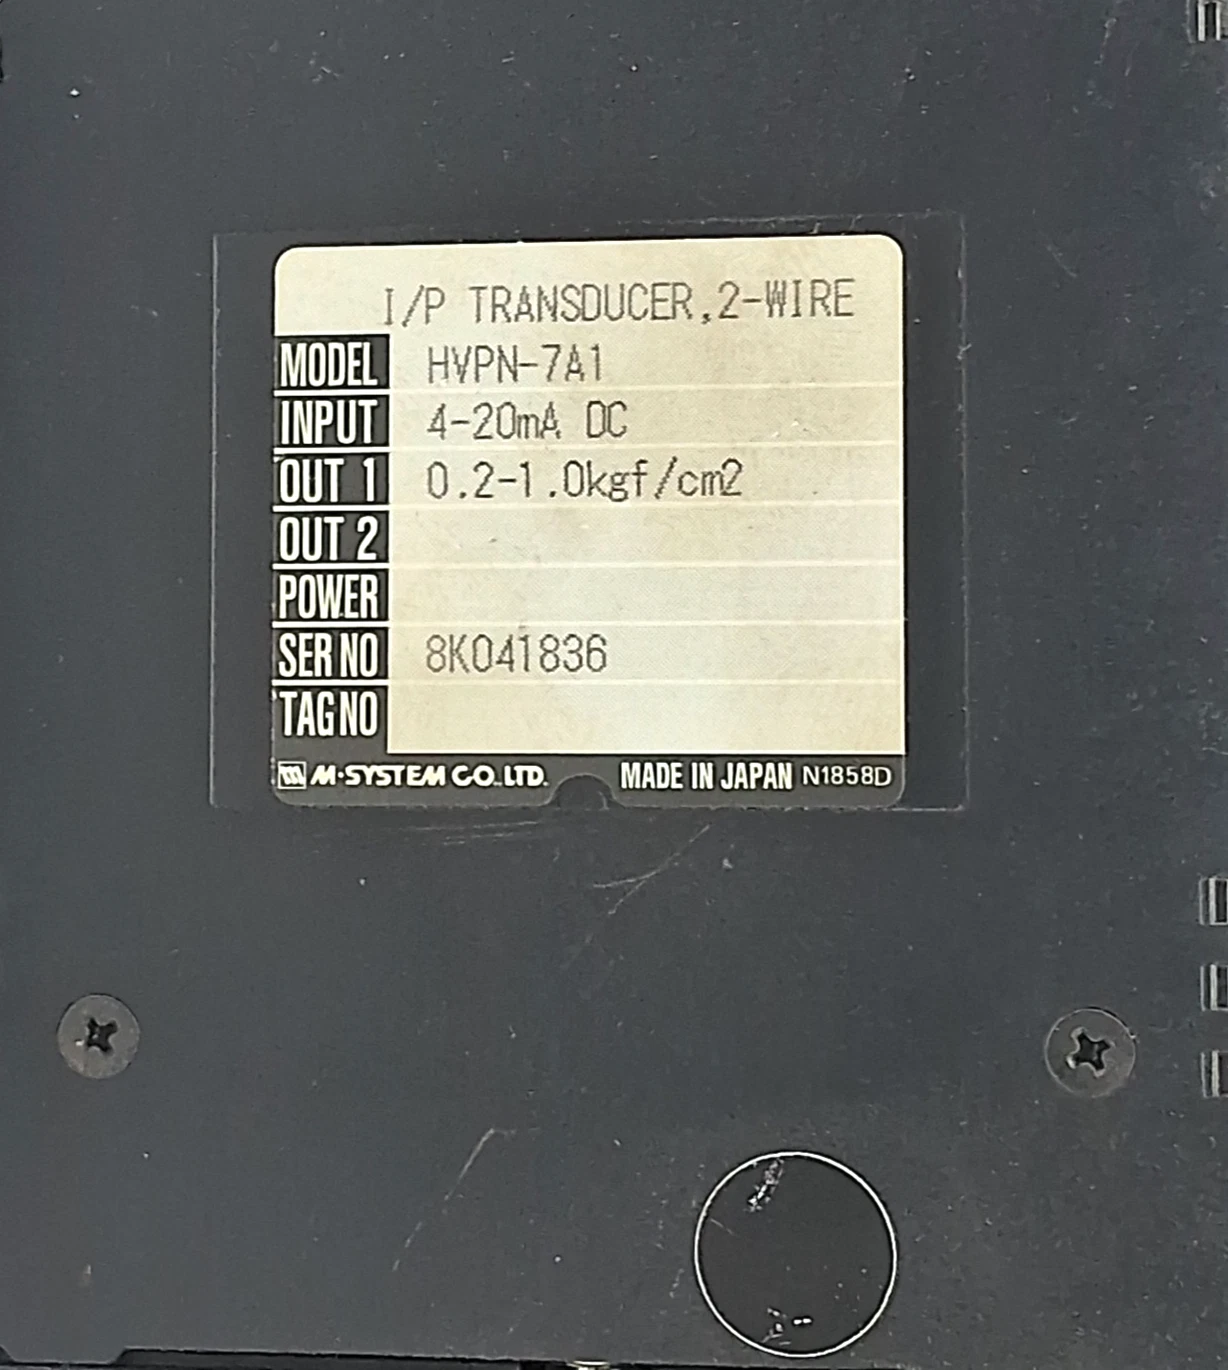 I/P TRANSDUCER,2-WIRE
MODEL HVPN-7A1
INPUT 4-20mA DC
OUT 1 0.2-1.0kgf/cm2
OUT 2
POWER
SER NO 8K041836
TAG NO
M-SYSTEM CO.,LTD. MADE IN JAPAN N1858D